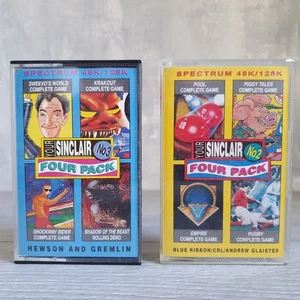 SPECTRUM 48K/128K
SWEEVO'S WORLD
COMPLETE GAME
KRAKOUT
COMPLETE GAME
YOUR
SINCLAIR
No3
FOUR PACK
SHOCKWAY RIDER
COMPLETE GAME
SHADOW OF THE BEAST
ROLLING DEMO
HEWSON AND GREMLIN
SPECTRUM 48K/128K
POOL
COMPLETE GAME
PIGGY TALES
COMPLETE GAME
YOUR
SINCLAIR
No2
FOUR PACK
EMPIRE
COMPLETE GAME
RUGBY
COMPLETE GAME
BLUE RIBBON/CRL/ANDREW GLAISTER